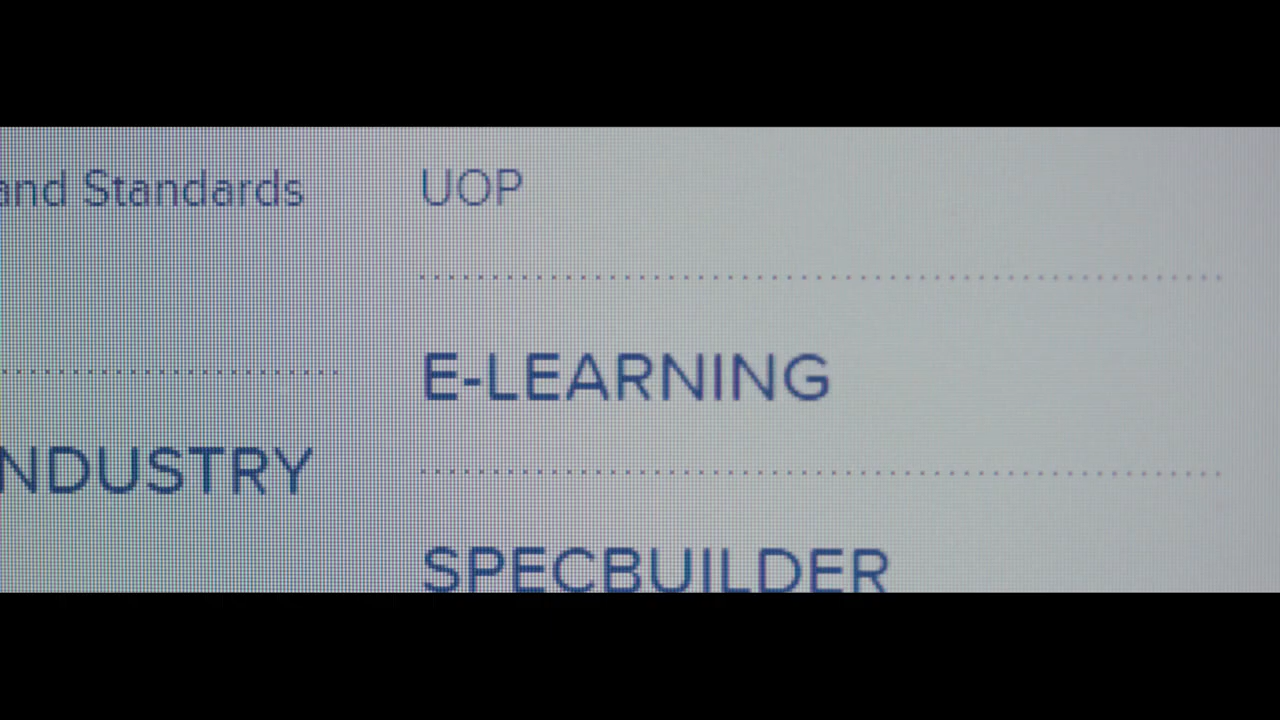 and Standards
UOP
E-LEARNING
NDUSTRY
SPECBUILDER